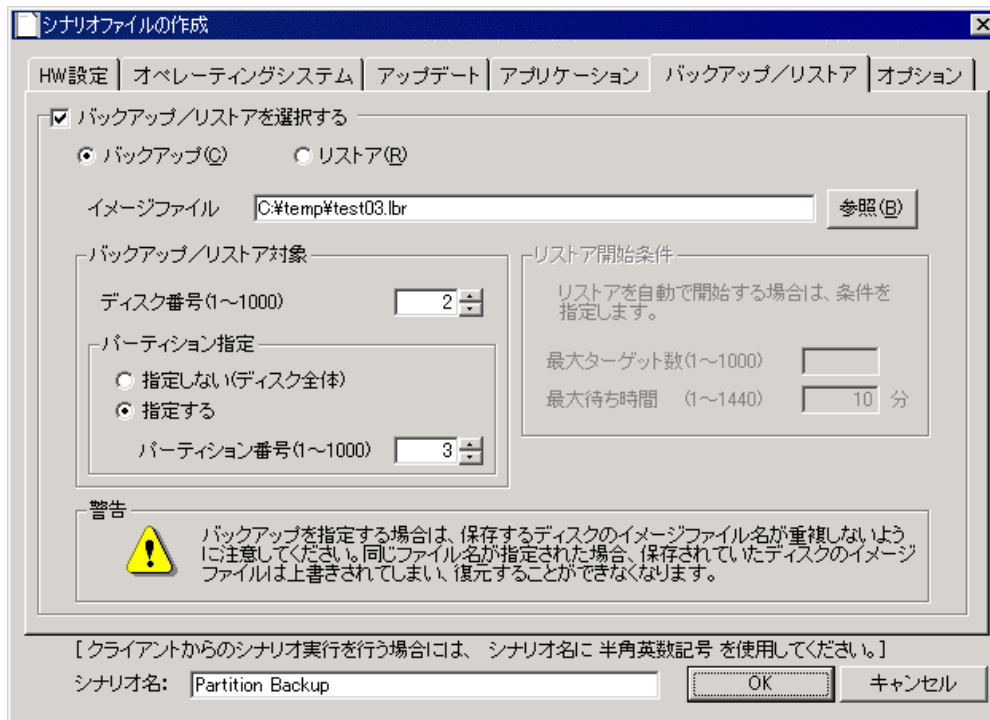 シナリオファイルの作成
HW設定 オペレーティングシステム アップデート アプリケーション バックアップ/リストア オプション
バックアップ/リストアを選択する
バックアップ(C) リストア(R)
イメージファイル C:¥temp¥test03.lbr 参照(B)
バックアップ/リストア対象
ディスク番号(1~1000) 2
パーティション指定
指定しない(ディスク全体)
指定する
パーティション番号(1~1000) 3
リストア開始条件
リストアを自動で開始する場合は、条件を
指定します。
最大ターゲット数(1~1000)
最大待ち時間 (1~1440) 10 分
警告
バックアップを指定する場合は、保存するディスクのイメージファイル名が重複しないよう
に注意してください。同じファイル名が指定された場合、保存されていたディスクのイメージ
ファイルは上書きされてしまい、復元することができなくなります。
[ クライアントからのシナリオ実行を行う場合には、 シナリオ名に 半角英数記号 を使用してください。]
シナリオ名: Partition Backup OK キャンセル